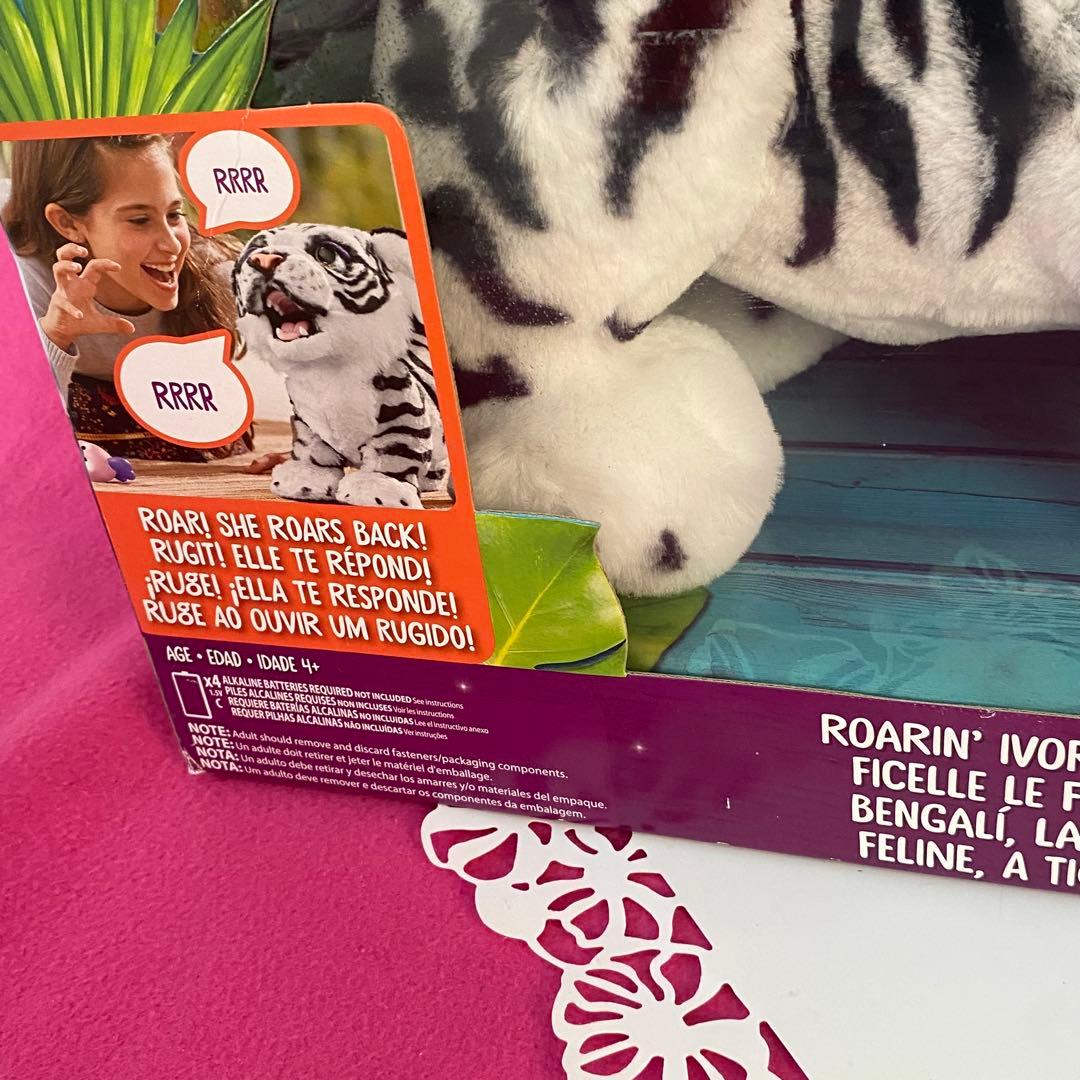 RRRR
RRRR
ROAR! SHE ROARS BACK!
RUGIT! ELLE TE RÉPOND!
¡RUGE! ¡ELLA TE RESPONDE!
RUGE AO OUVIR UM RUGIDO!
AGE • EDAD • IDADE 4+
x4 ALKALINE BATTERIES REQUIRED NOT INCLUDED See instructions
1.5V PILES ALCALINES REQUISES NON INCLUSES Voir les instructions
C REQUIERE BATERÍAS ALCALINAS NO INCLUIDAS Lee el instructivo anexo
REQUER PILHAS ALCALINAS NÃO INCLUÍDAS Ver instruções
NOTE: Adult should remove and discard fasteners/packaging components.
NOTE: Un adulte doit retirer et jeter le matériel d'emballage.
NOTA: Un adulto debe retirar y desechar los amarres y/o materiales del empaque.
NOTA: Um adulto deve remover e descartar os componentes da embalagem.
ROARIN' IVOR
FICELLE LE F
BENGALÍ, LA
FELINE, A TI